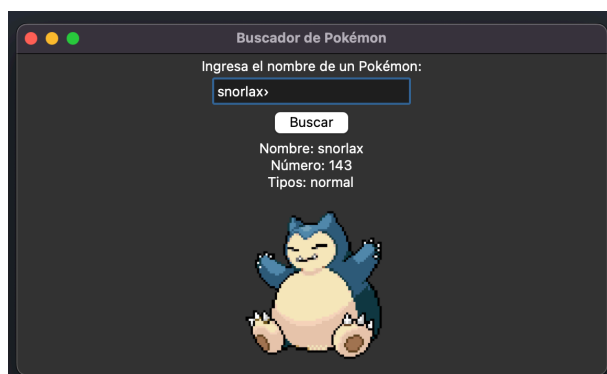 Buscador de Pokémon
Ingresa el nombre de un Pokémon:
snorlax›
Buscar
Nombre: snorlax
Número: 143
Tipos: normal